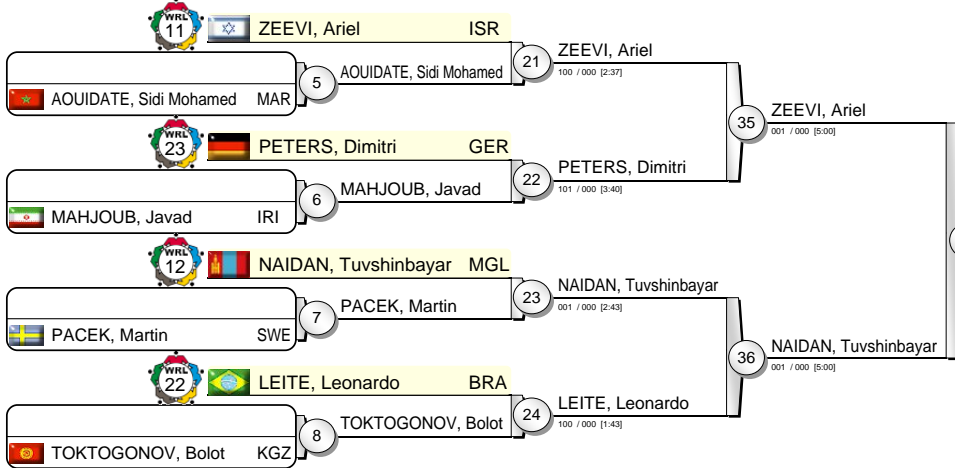 WRL
11
ZEEVI, Ariel ISR
AOUIDATE, Sidi Mohamed MAR
5
AOUIDATE, Sidi Mohamed
21
ZEEVI, Ariel
100 / 000 [2:37]
WRL
23
PETERS, Dimitri GER
MAHJOUB, Javad IRI
6
MAHJOUB, Javad
22
PETERS, Dimitri
101 / 000 [3:40]
35
ZEEVI, Ariel
001 / 000 [5:00]
WRL
12
NAIDAN, Tuvshinbayar MGL
PACEK, Martin SWE
7
PACEK, Martin
23
NAIDAN, Tuvshinbayar
001 / 000 [2:43]
WRL
22
LEITE, Leonardo BRA
TOKTOGONOV, Bolot KGZ
8
TOKTOGONOV, Bolot
24
LEITE, Leonardo
100 / 000 [1:43]
36
NAIDAN, Tuvshinbayar
001 / 000 [5:00]